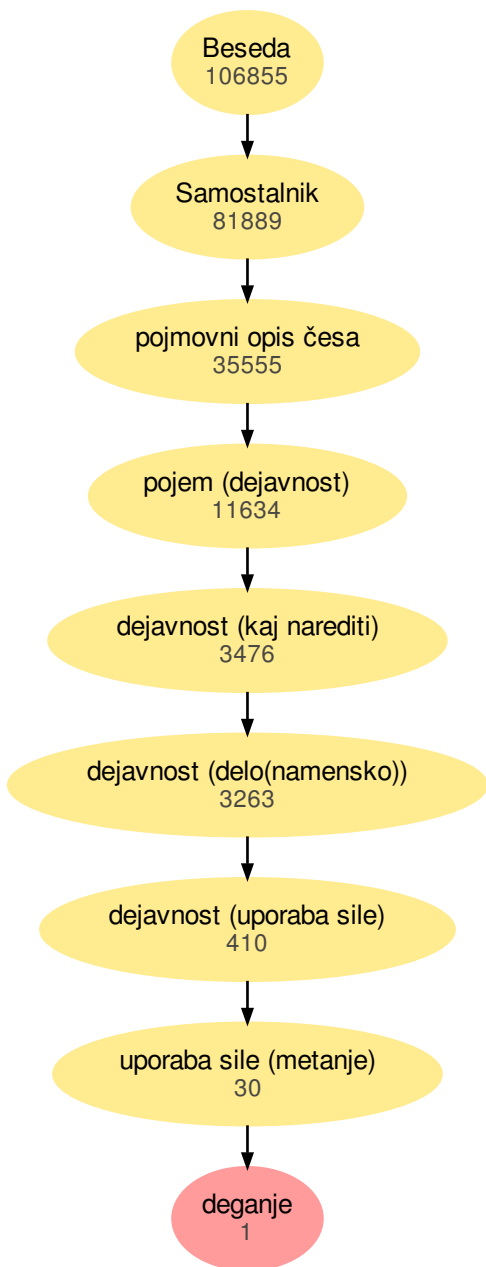 Beseda
106855
Samostalnik
81889
pojmovni opis česa
35555
pojem (dejavnost)
11634
dejavnost (kaj narediti)
3476
dejavnost (delo(namensko))
3263
dejavnost (uporaba sile)
410
uporaba sile (metanje)
30
deganje
1